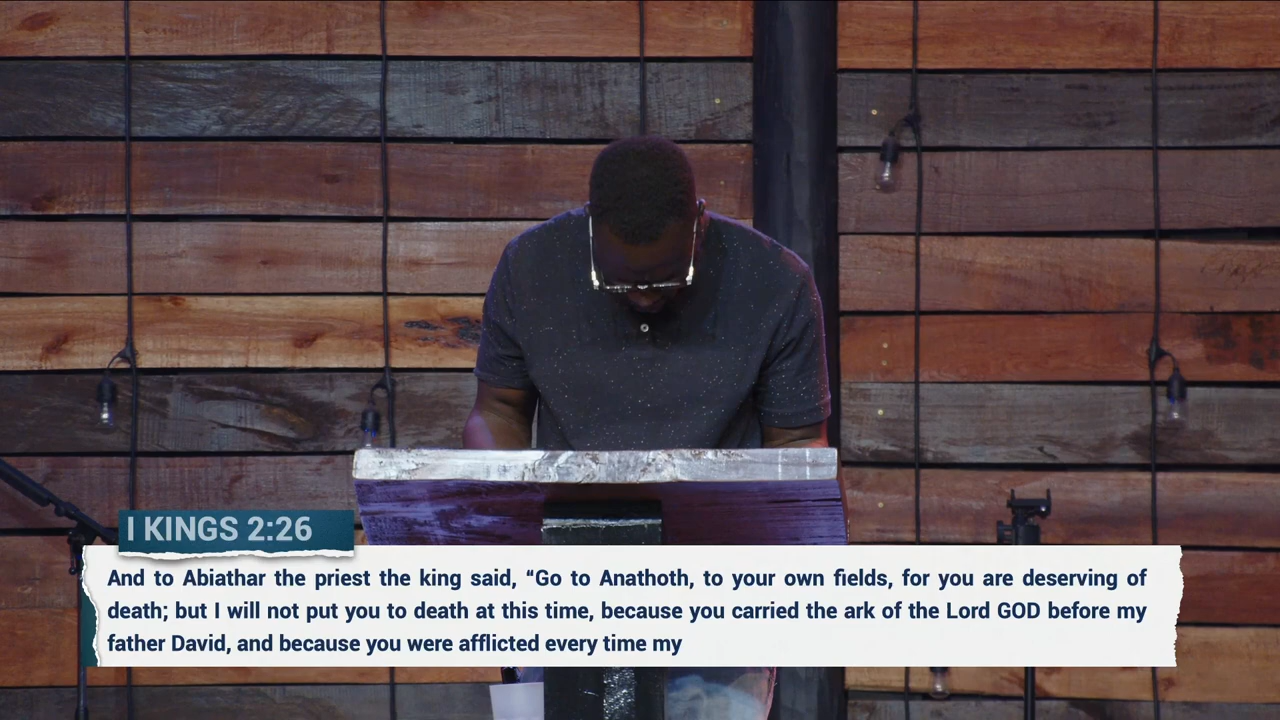 I KINGS 2:26
And to Abiathar the priest the king said, “Go to Anathoth, to your own fields, for you are deserving of
death; but I will not put you to death at this time, because you carried the ark of the Lord GOD before my
father David, and because you were afflicted every time my